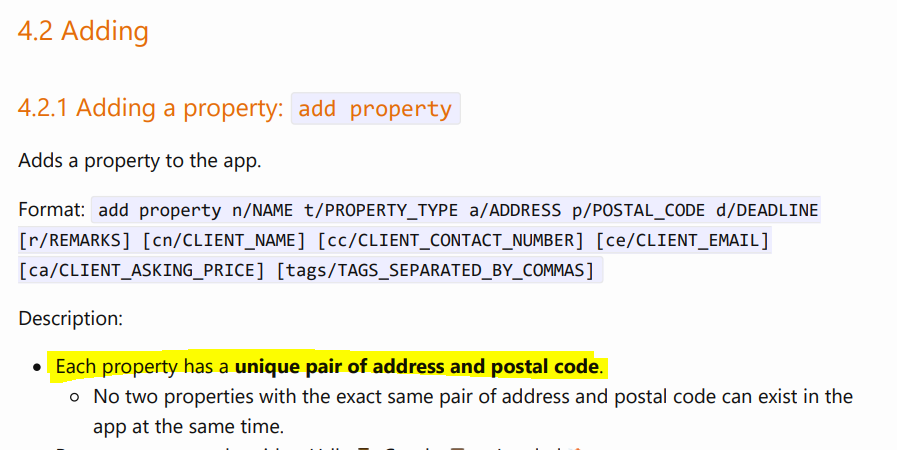 4.2 Adding
4.2.1 Adding a property: add property
Adds a property to the app.
Format: add property n/NAME t/PROPERTY_TYPE a/ADDRESS p/POSTAL_CODE d/DEADLINE
[r/REMARKS] [cn/CLIENT_NAME] [cc/CLIENT_CONTACT_NUMBER] [ce/CLIENT_EMAIL]
[ca/CLIENT_ASKING_PRICE] [tags/TAGS_SEPARATED_BY_COMMAS]
Description:
• Each property has a unique pair of address and postal code.
○ No two properties with the exact same pair of address and postal code can exist in the
app at the same time.